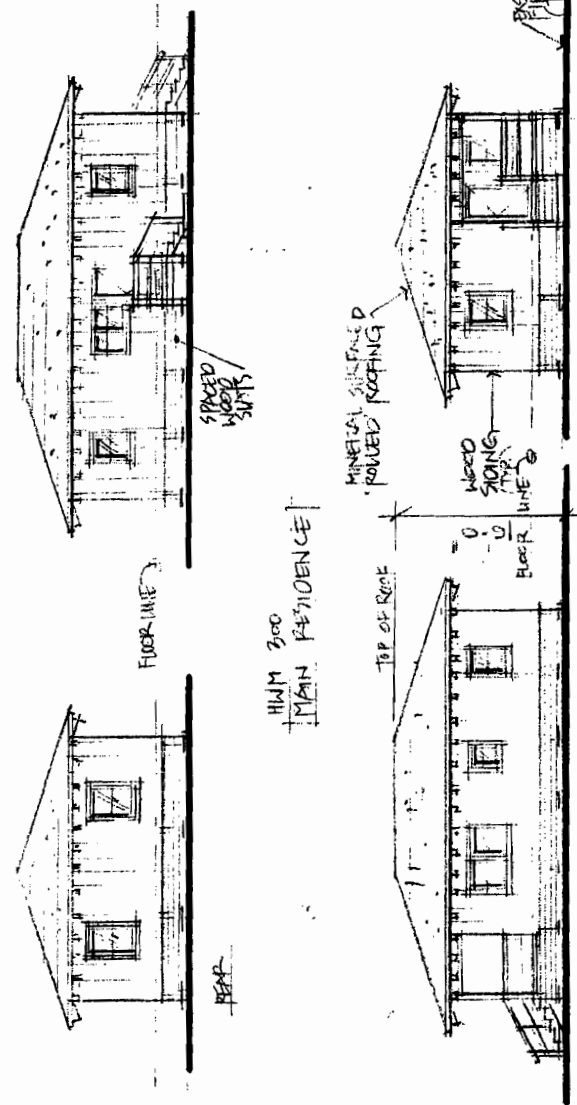 SPACED
WOOD
SLATS
FLOOR LINE
HWM 300
MAIN RESIDENCE
REAR
MINERAL SURFACED
ROLLED ROOFING
WOOD
SIDING
(TYP.)
TOP OF ROOF
FLOOR LINE